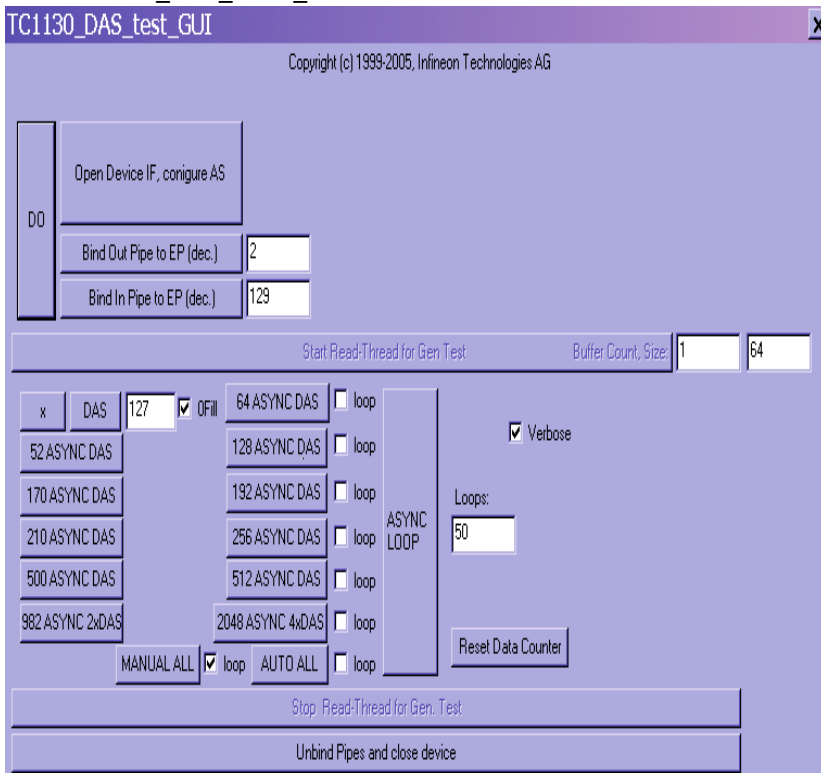 TC1130_DAS_test_GUI
Copyright (c) 1999-2005, Infineon Technologies AG
DO
Open Device IF, conigure AS
Bind Out Pipe to EP (dec.) 2
Bind In Pipe to EP (dec.) 129
Start Read-Thread for Gen Test Buffer Count, Size: 1 64
x DAS 127 0Fill 64 ASYNC DAS loop
Verbose
52 ASYNC DAS 128 ASYNC DAS loop
170 ASYNC DAS 192 ASYNC DAS loop
Loops:
210 ASYNC DAS 256 ASYNC DAS loop
ASYNC
LOOP
50
500 ASYNC DAS 512 ASYNC DAS loop
982 ASYNC 2xDAS 2048 ASYNC 4xDAS loop
Reset Data Counter
MANUAL ALL loop AUTO ALL loop
Stop Read-Thread for Gen. Test
Unbind Pipes and close device